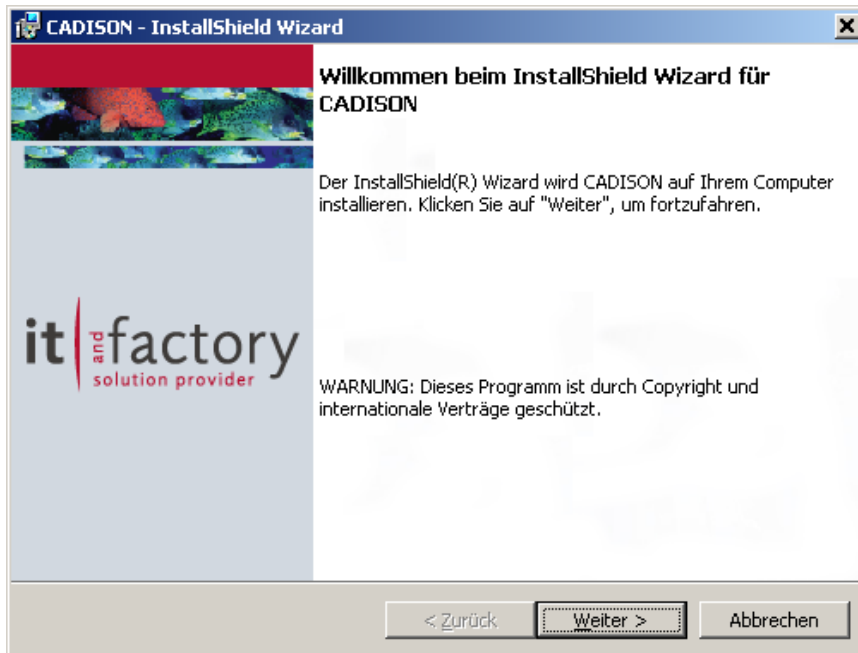 CADISON - InstallShield Wizard
Willkommen beim InstallShield Wizard für
CADISON
Der InstallShield(R) Wizard wird CADISON auf Ihrem Computer
installieren. Klicken Sie auf "Weiter", um fortzufahren.
it and factory
solution provider
WARNUNG: Dieses Programm ist durch Copyright und
internationale Verträge geschützt.
< Zurück
Weiter >
Abbrechen